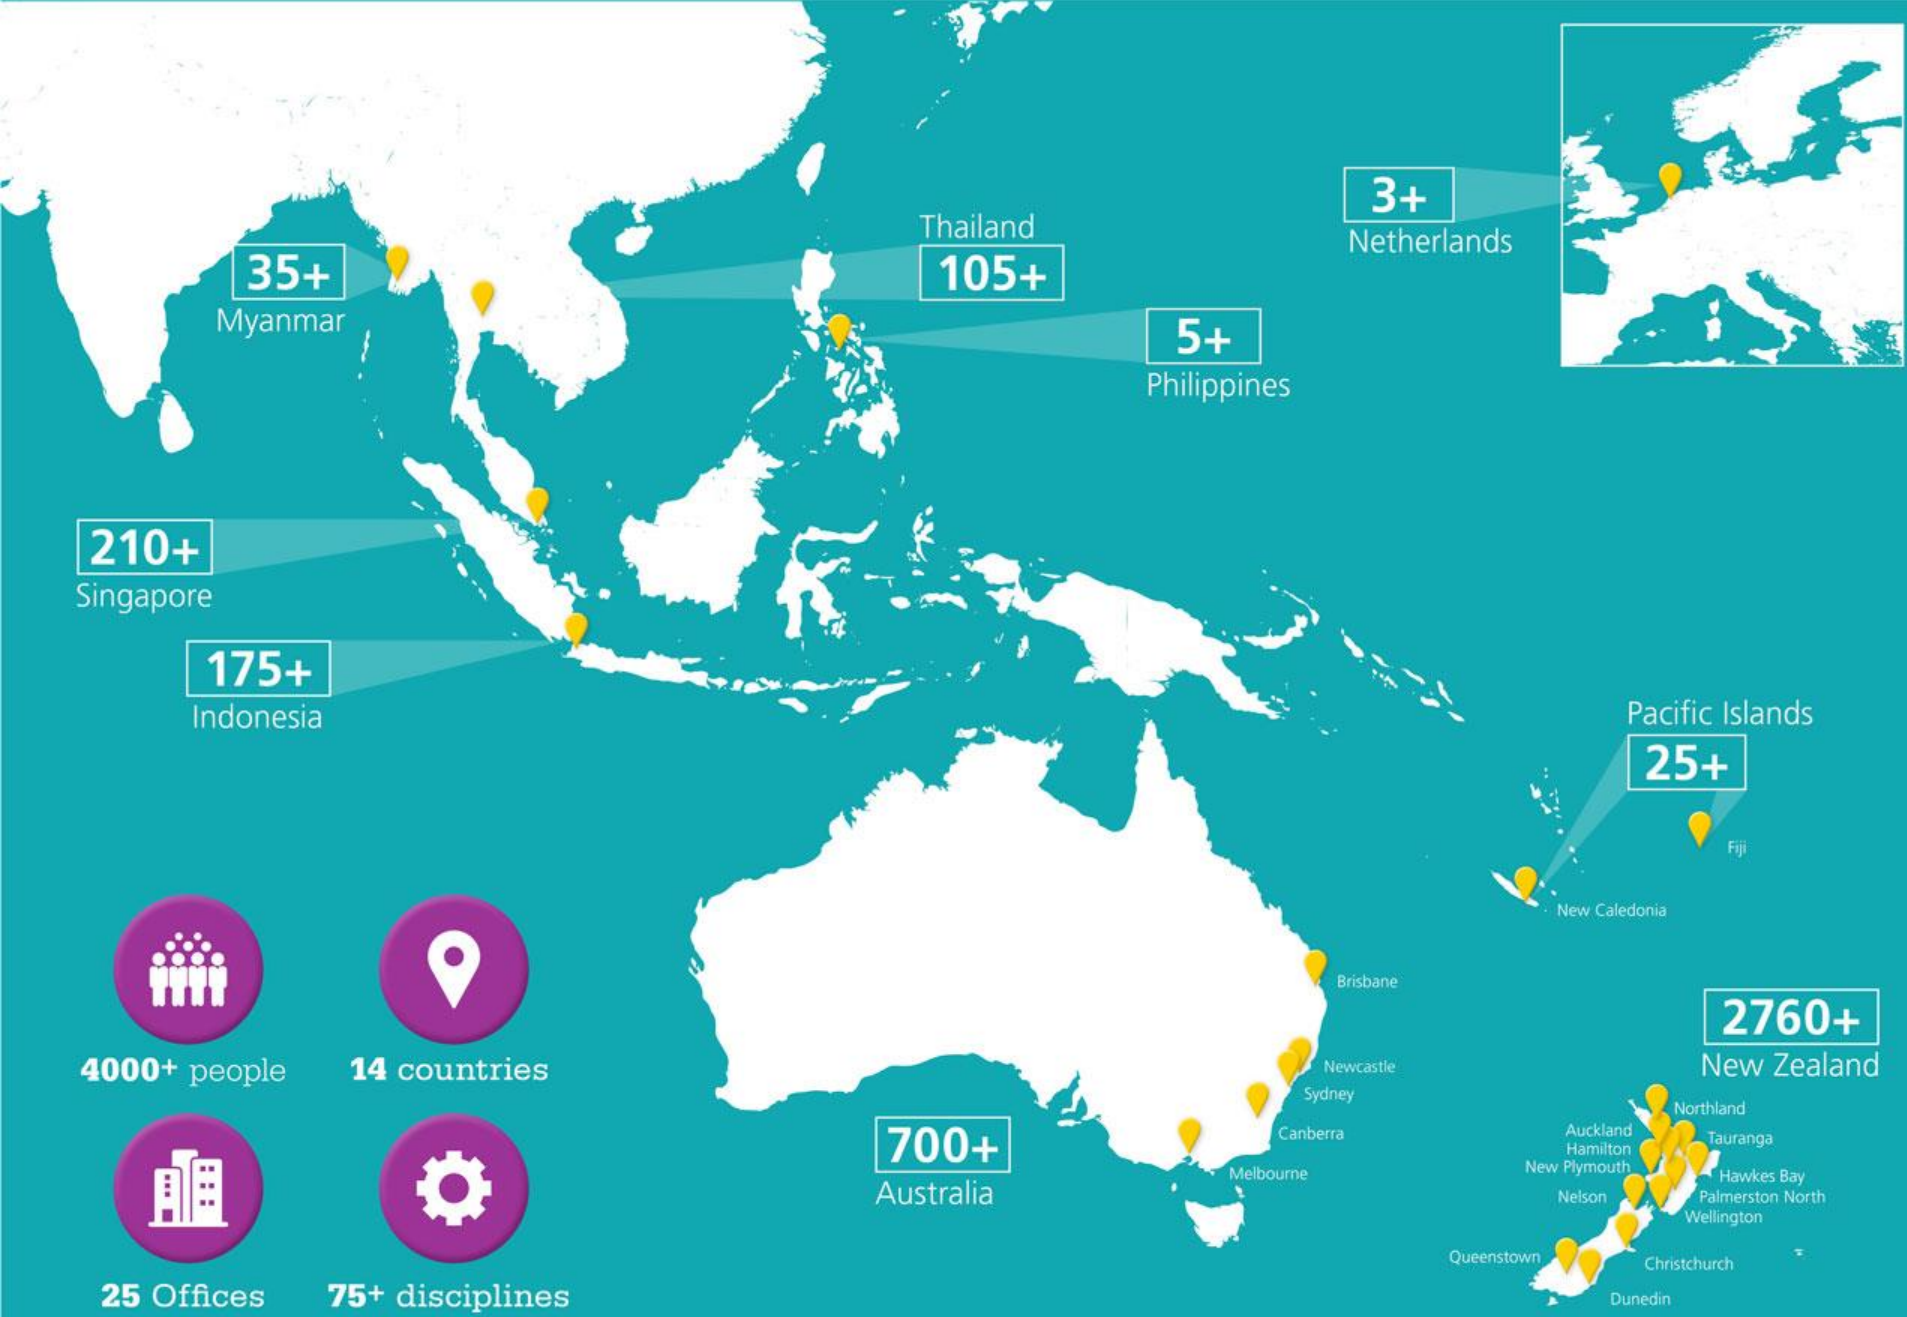 Thailand
105+
3+
Netherlands
35+
Myanmar
5+
Philippines
210+
Singapore
175+
Indonesia
Pacific Islands
25+
Fiji
New Caledonia
Brisbane
Newcastle
Sydney
Canberra
Melbourne
700+
Australia
2760+
New Zealand
Northland
Auckland
Tauranga
Hamilton
New Plymouth
Hawkes Bay
Nelson
Palmerston North
Wellington
Queenstown
Christchurch
Dunedin
4000+ people
14 countries
25 Offices
75+ disciplines